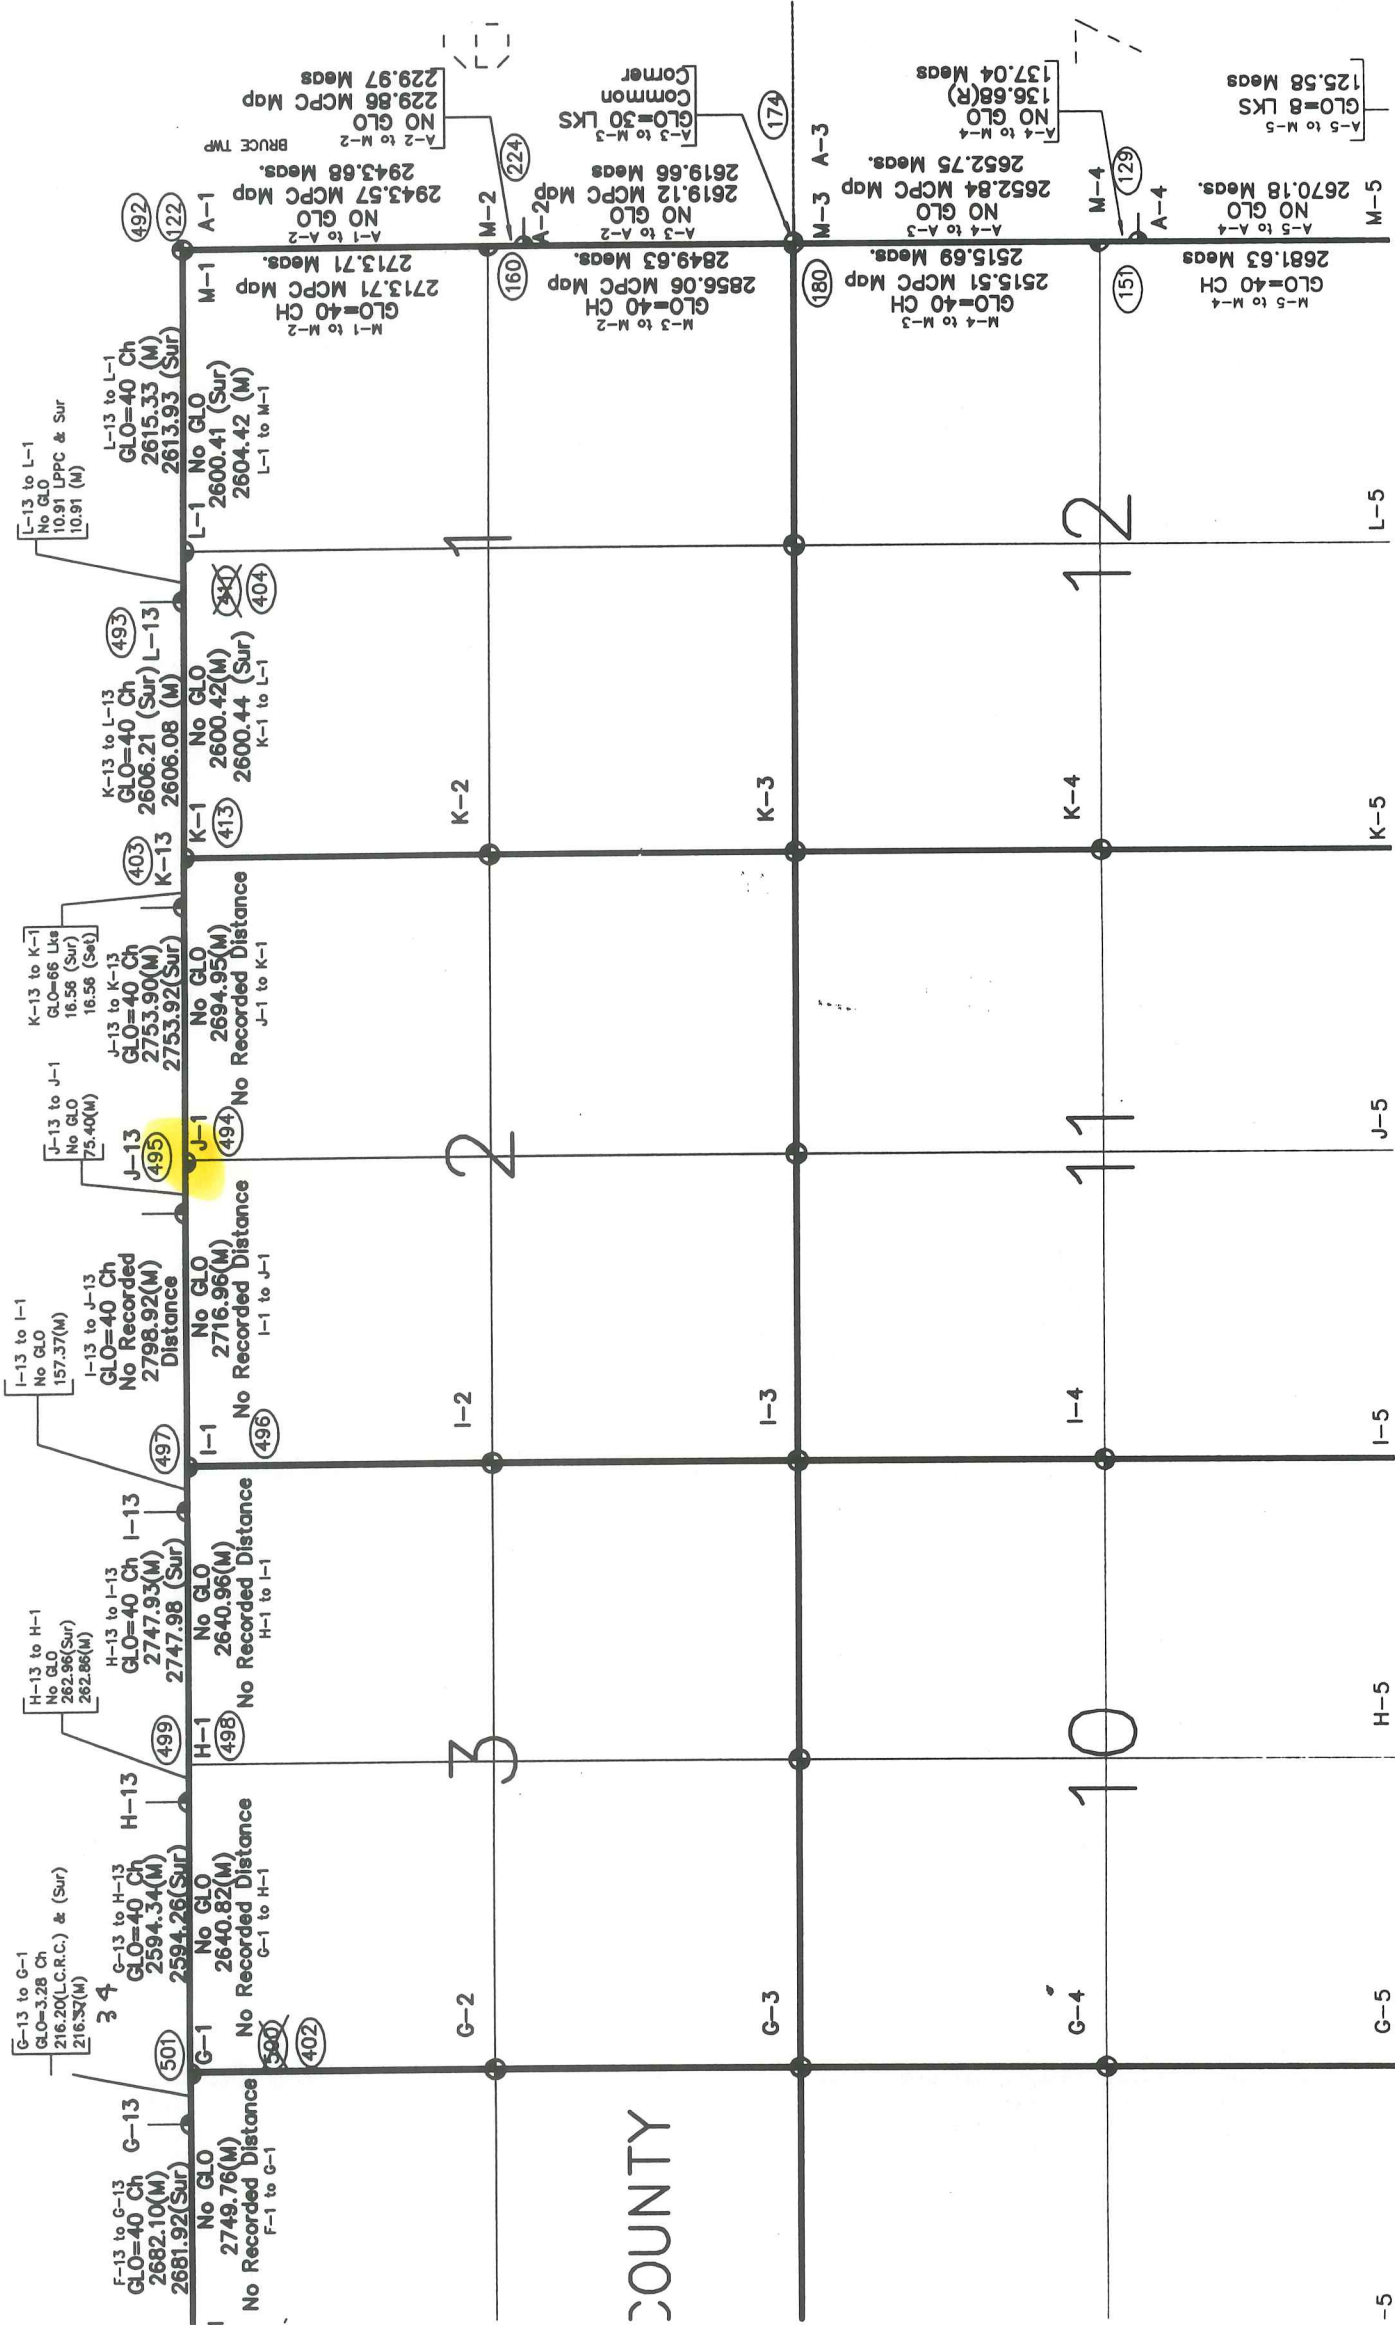 G-13 to G-1
GLO=3.28 Ch
216.20(L.C.R.C.) & (Sur)
216.37(M)
34
H-13 to H-1
No GLO
262.96(Sur)
262.86(M)
I-13 to I-1
No GLO
157.37(M)
J-13 to J-1
No GLO
75.40(M)
K-13 to K-1
GLO=66 Lks
16.56 (Sur)
16.56 (Set)
L-13 to L-1
No GLO
10.91 LPPC & Sur
10.91 (M)
F-13 to G-13
GLO=40 Ch
2682.10(M)
2681.92(Sur)
G-13
501
G-13 to H-13
GLO=40 Ch
2594.34(M)
2594.26(Sur)
H-13
499
H-13 to I-13
GLO=40 Ch
2747.93(M)
2747.98 (Sur)
I-13
497
I-13 to J-13
GLO=40 Ch
No Recorded
2798.92(M)
Distance
J-13
495
J-13 to K-13
GLO=40 Ch
2753.90(M)
2753.92(Sur)
K-13
403
K-13 to L-13
GLO=40 Ch
2606.21 (Sur)
2606.08 (M)
L-13
493
L-13 to L-1
GLO=40 Ch
2615.33 (M)
2613.93 (Sur)
492
122
No GLO
2749.76(M)
No Recorded Distance
F-1 to G-1
G-1
500
402
No GLO
2640.82(M)
No Recorded Distance
G-1 to H-1
H-1
498
No GLO
2640.96(M)
No Recorded Distance
H-1 to I-1
I-1
496
No GLO
2716.96(M)
No Recorded Distance
I-1 to J-1
J-1
494
No GLO
2694.95(M)
No Recorded Distance
J-1 to K-1
K-1
413
No GLO
2600.42(M)
2600.44 (Sur)
K-1 to L-1
L-1
411
404
No GLO
2600.41 (Sur)
2604.42 (M)
L-1 to M-1
M-1
A-1
M-1 to M-2
GLO=40 CH
2713.71 MCPC Map
2713.71 Meas.
A-1 to A-2
NO GLO
2943.57 MCPC Map
2943.68 Meas.
BRUCE TWP
A-2 to M-2
NO GLO
229.86 MCPC Map
229.97 Meas
3
2
1
G-2
I-2
K-2
M-2
160
224
A-2
COUNTY
M-3 to M-2
GLO=40 CH
2856.06 MCPC Map
2849.63 Meas.
A-3 to A-2
NO GLO
2619.12 MCPC Map
2619.66 Meas
A-3 to M-3
GLO=30 LKS
Common
Corner
G-3
I-3
K-3
180
M-3
A-3
174
M-4 to M-3
GLO=40 CH
2515.51 MCPC Map
2515.69 Meas.
A-4 to A-3
NO GLO
2652.84 MCPC Map
2652.75 Meas.
A-4 to M-4
NO GLO
136.68(R)
137.04 Meas
10
11
12
7
G-4
I-4
K-4
M-4
151
129
A-4
M-5 to M-4
GLO=40 CH
2681.63 Meas
A-5 to A-4
NO GLO
2670.18 Meas.
A-5 to M-5
GLO=8 LKS
125.58 Meas
-5
G-5
H-5
I-5
J-5
K-5
L-5
M-5